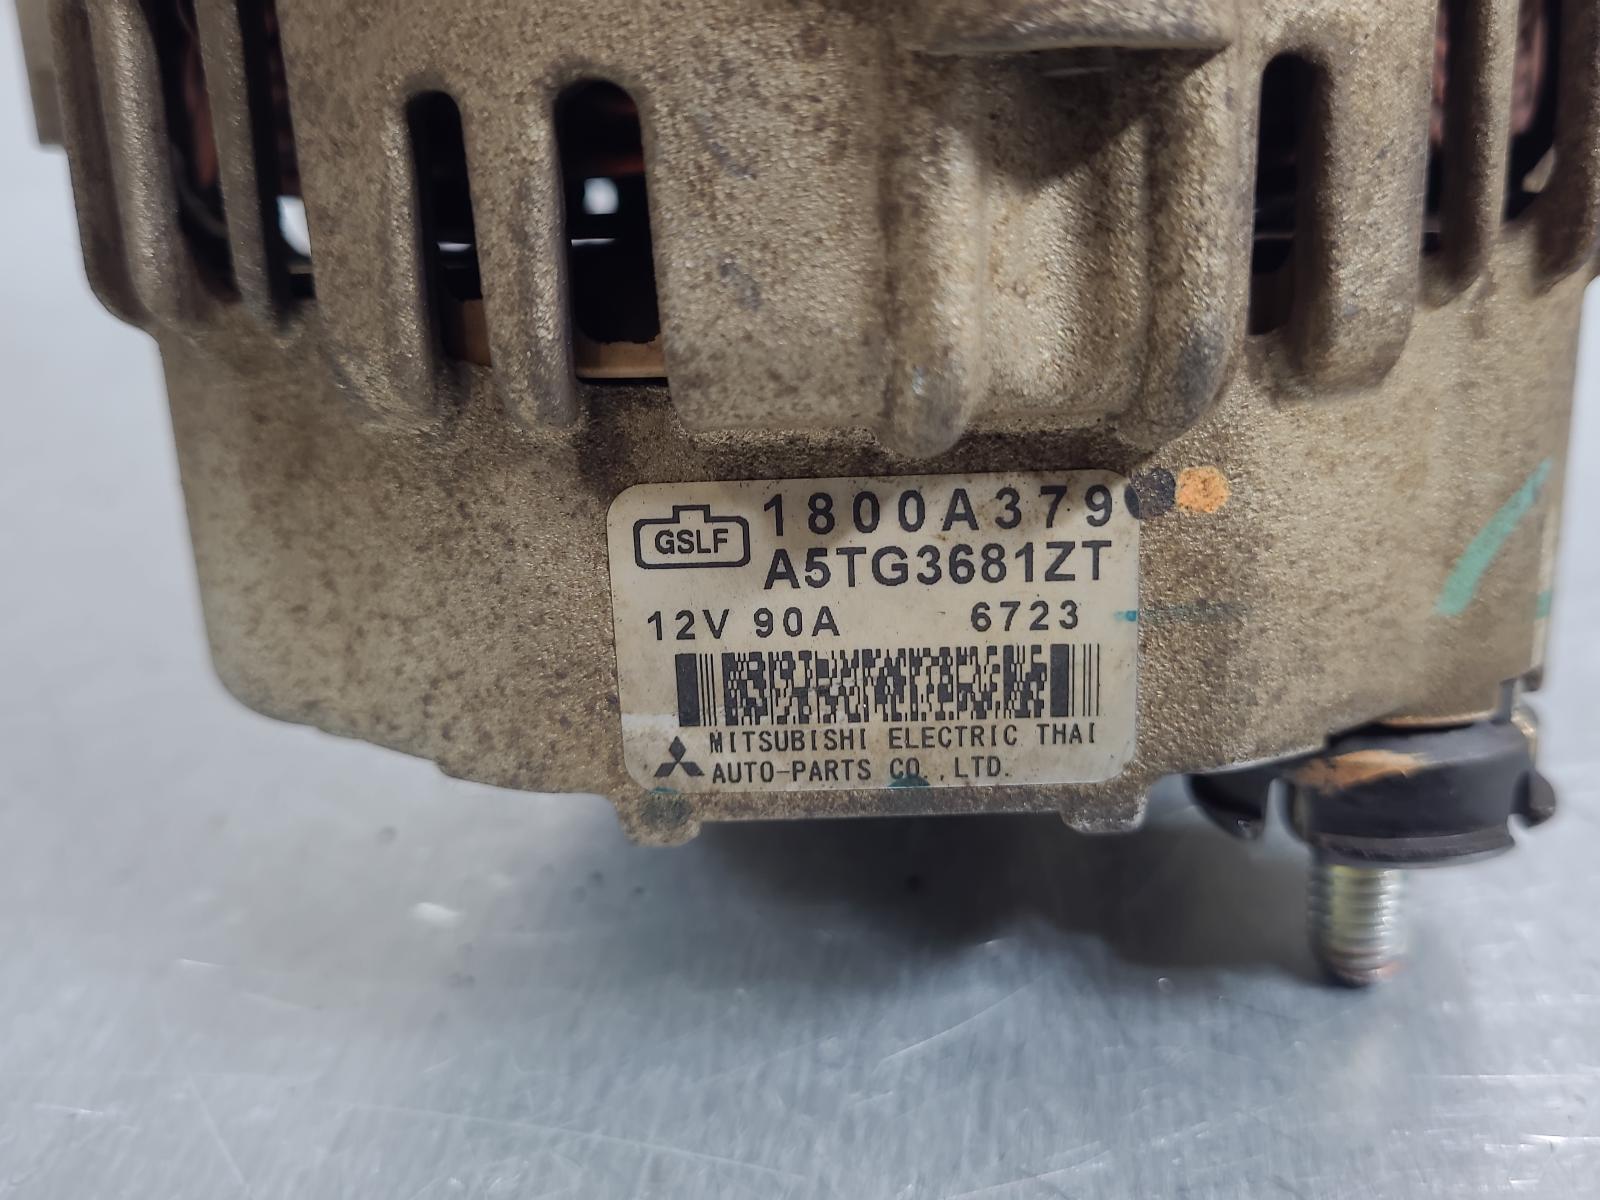 GSLF 1800A379
A5TG3681ZT
12V 90A 6723
MITSUBISHI ELECTRIC THAI
AUTO-PARTS CO.,LTD.